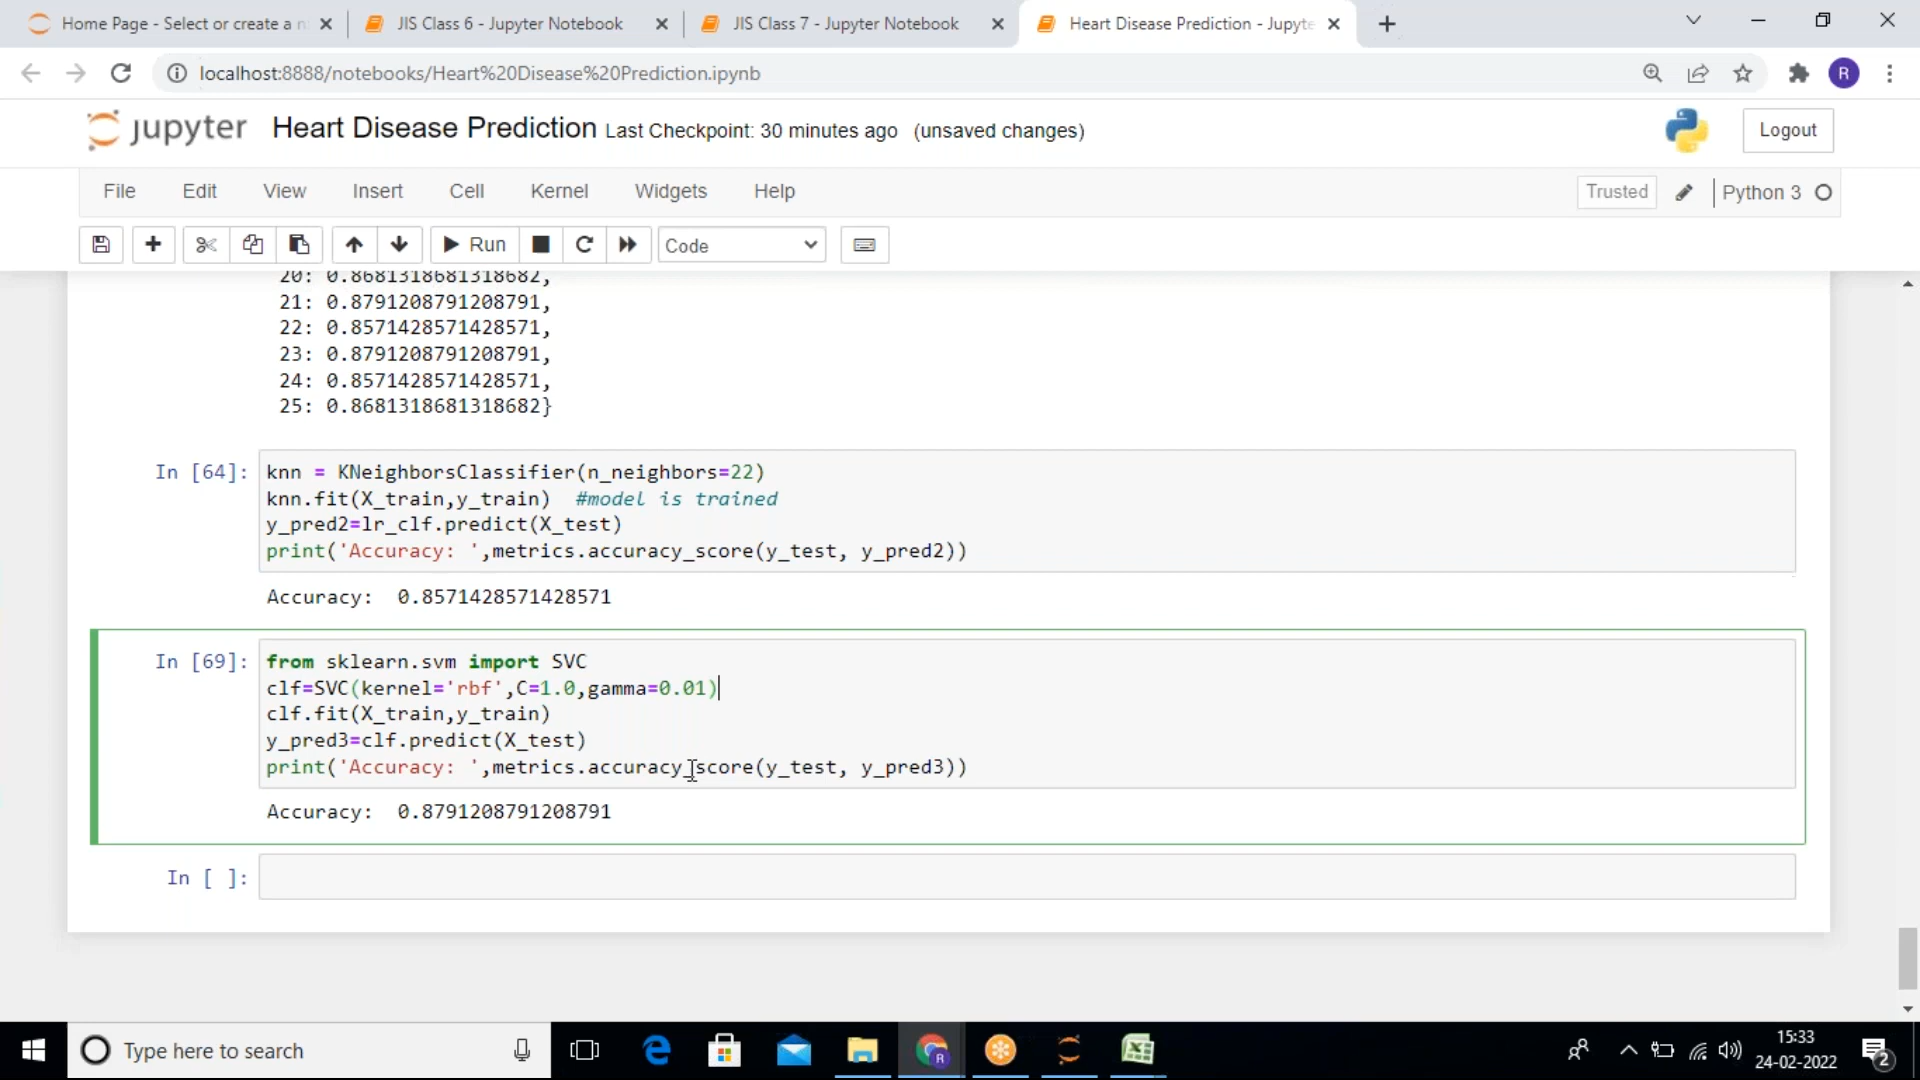 Home Page - Select or create a n
JIS Class 6 - Jupyter Notebook
JIS Class 7 - Jupyter Notebook
Heart Disease Prediction - Jupyte
localhost:8888/notebooks/Heart%20Disease%20Prediction.ipynb
R
jupyter Heart Disease Prediction Last Checkpoint: 30 minutes ago (unsaved changes)
Logout
File Edit View Insert Cell Kernel Widgets Help
Trusted Python 3
Run Code
20: 0.8681318681318682,
21: 0.8791208791208791,
22: 0.8571428571428571,
23: 0.8791208791208791,
24: 0.8571428571428571,
25: 0.8681318681318682}
In [64]: knn = KNeighborsClassifier(n_neighbors=22)
knn.fit(X_train,y_train) #model is trained
y_pred2=lr_clf.predict(X_test)
print('Accuracy: ',metrics.accuracy_score(y_test, y_pred2))
Accuracy: 0.8571428571428571
In [69]: from sklearn.svm import SVC
clf=SVC(kernel='rbf',C=1.0,gamma=0.01)
clf.fit(X_train,y_train)
y_pred3=clf.predict(X_test)
print('Accuracy: ',metrics.accuracy_score(y_test, y_pred3))
Accuracy: 0.8791208791208791
In [ ]:
Type here to search
R
15:33
24-02-2022
2